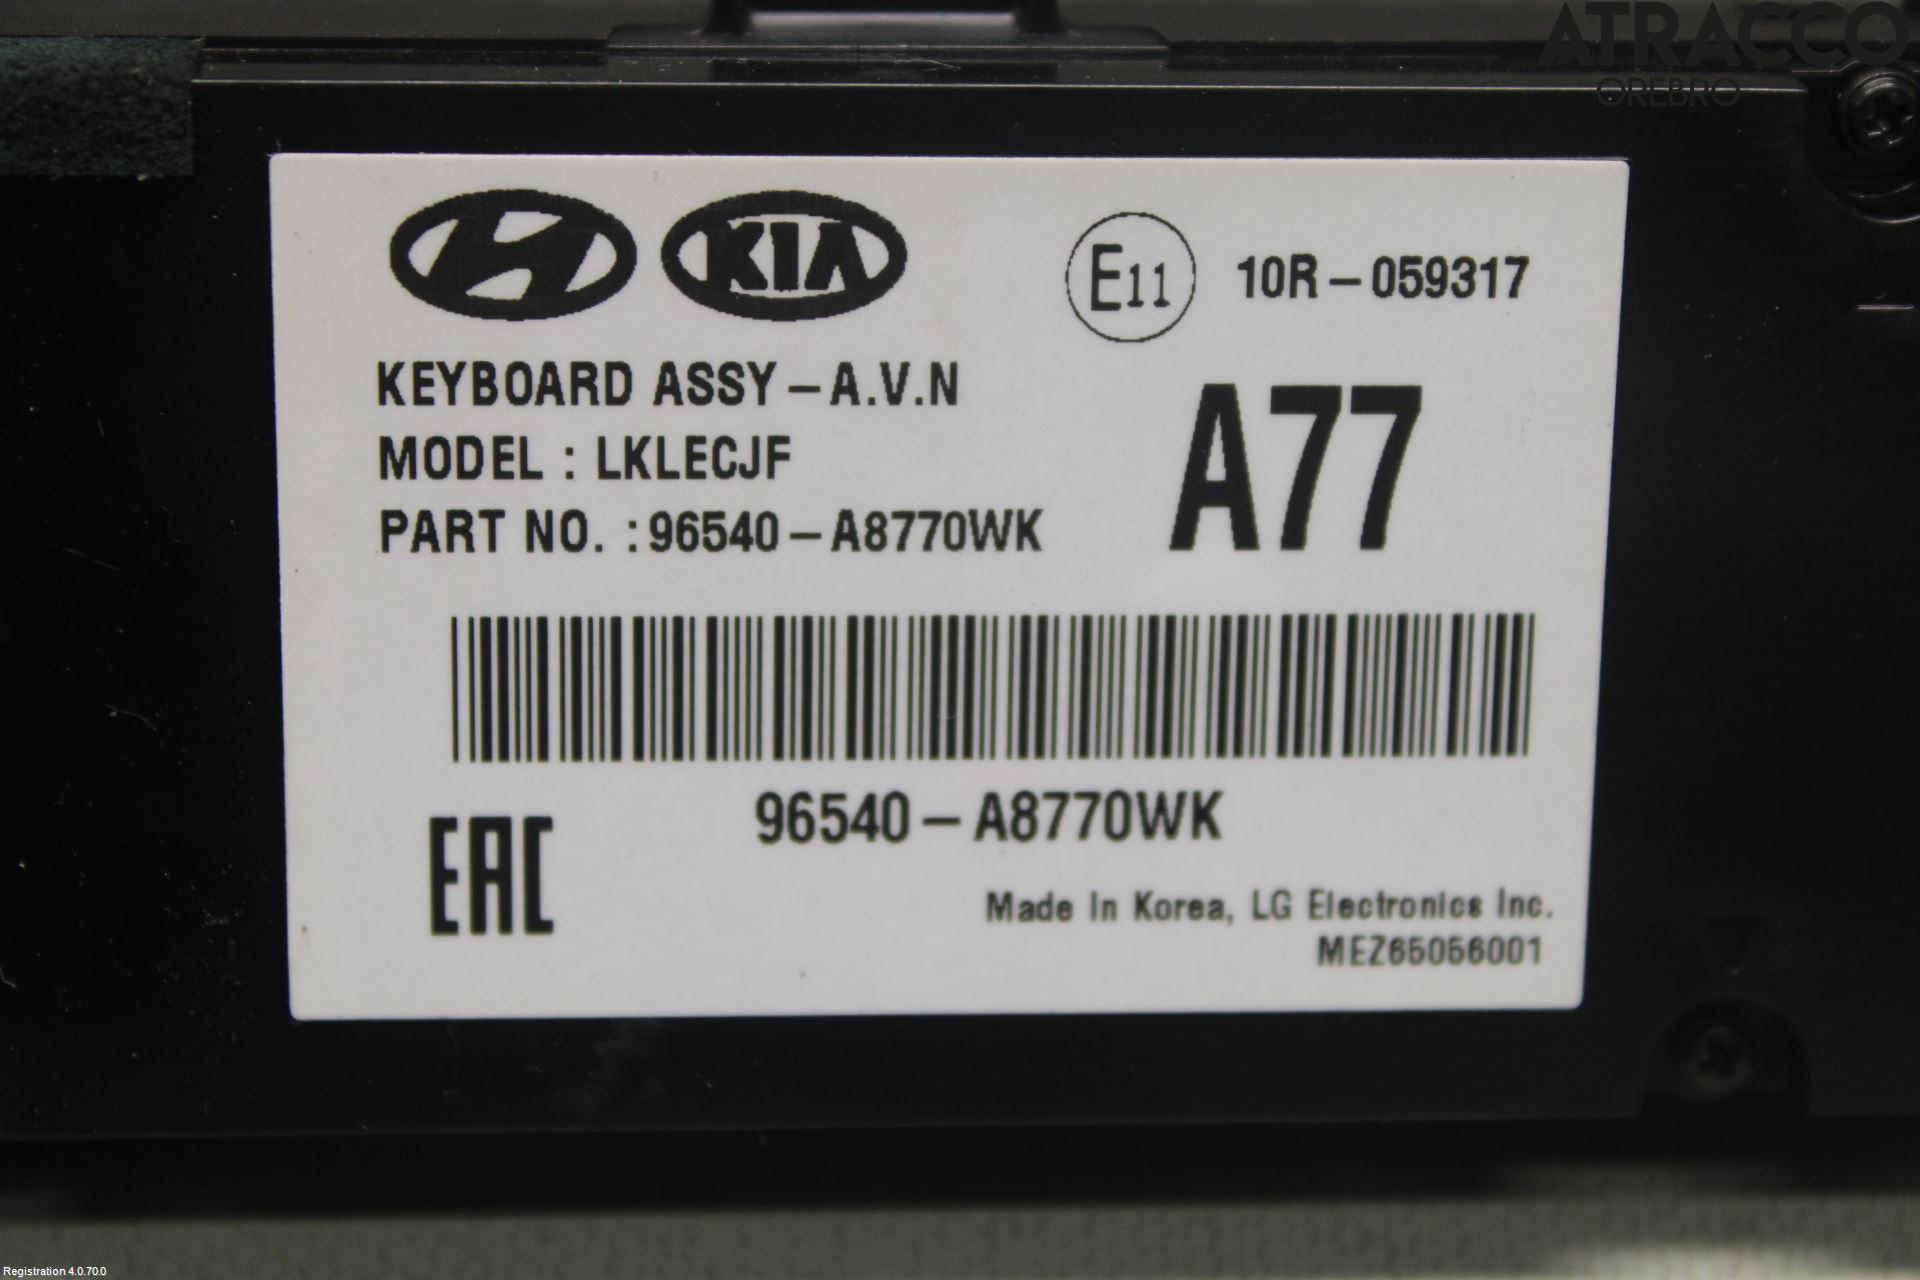 ATRACCO
ÖREBRO
KIA
E11 10R-059317
KEYBOARD ASSY-A.V.N
MODEL : LKLECJF
A77
PART NO. :96540-A8770WK
96540-A8770WK
EAC
Made In Korea, LG Electronics Inc.
MEZ65056001
Registration 4.0.70.0